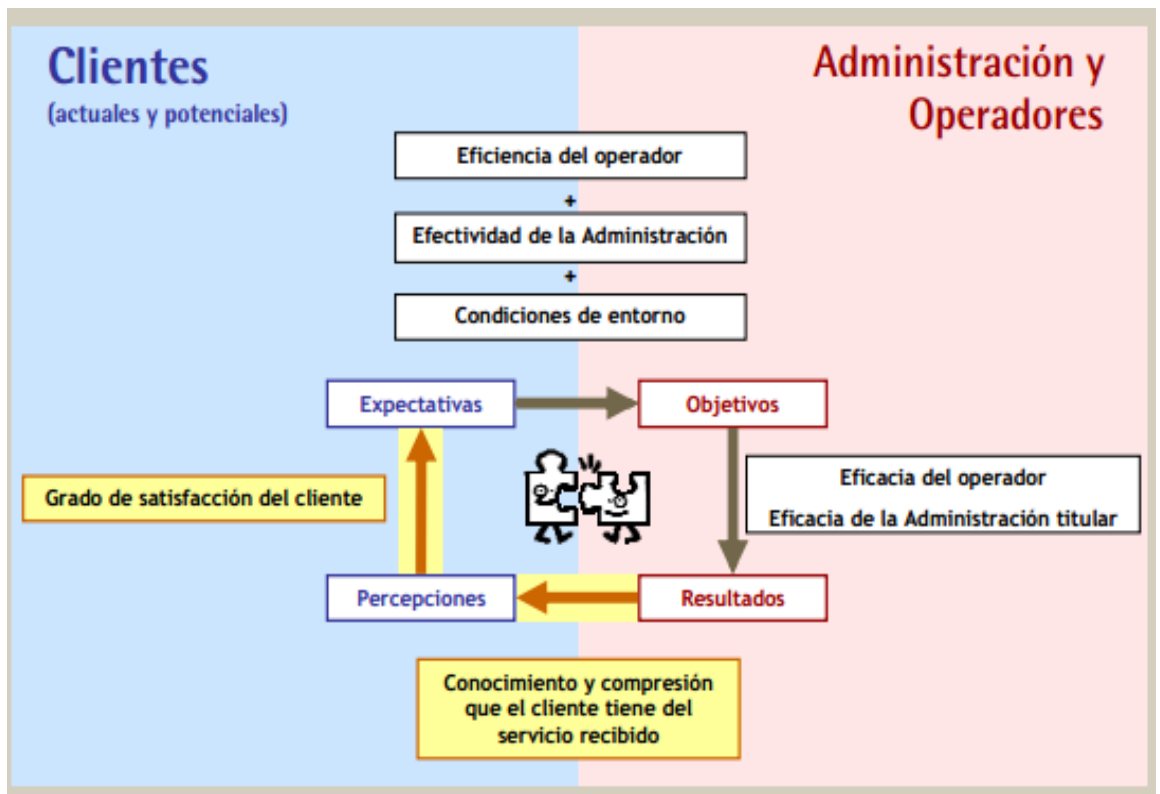 Clientes
(actuales y potenciales)
Administración y
Operadores
Eficiencia del operador
+
Efectividad de la Administración
+
Condiciones de entorno
Expectativas
Objetivos
Grado de satisfacción del cliente
Eficacia del operador
Eficacia de la Administración titular
Percepciones
Resultados
Conocimiento y compresión
que el cliente tiene del
servicio recibido